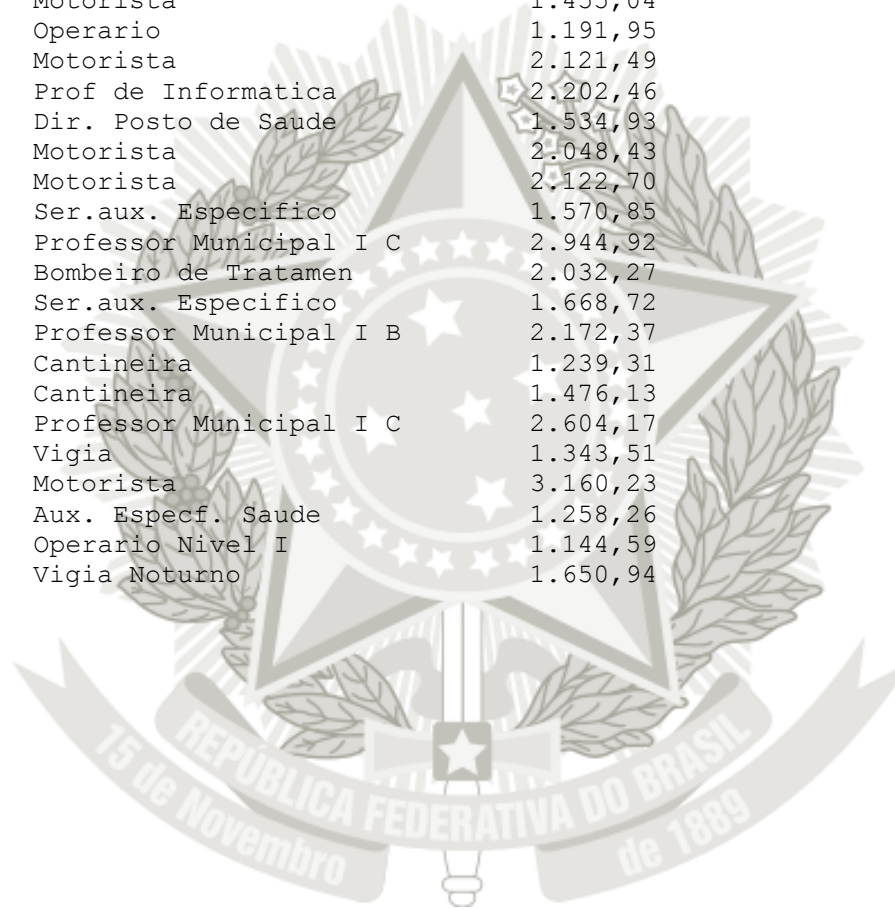 Motorista 1.455,04
Operario 1.191,95
Motorista 2.121,49
Prof de Informatica 2.202,46
Dir. Posto de Saude 1.534,93
Motorista 2.048,43
Motorista 2.122,70
Ser.aux. Especifico 1.570,85
Professor Municipal I C 2.944,92
Bombeiro de Tratamen 2.032,27
Ser.aux. Especifico 1.668,72
Professor Municipal I B 2.172,37
Cantineira 1.239,31
Cantineira 1.476,13
Professor Municipal I C 2.604,17
Vigia 1.343,51
Motorista 3.160,23
Aux. Especf. Saude 1.258,26
Operario Nivel I 1.144,59
Vigia Noturno 1.650,94
REPÚBLICA FEDERATIVA DO BRASIL
15 de Novembro de 1889